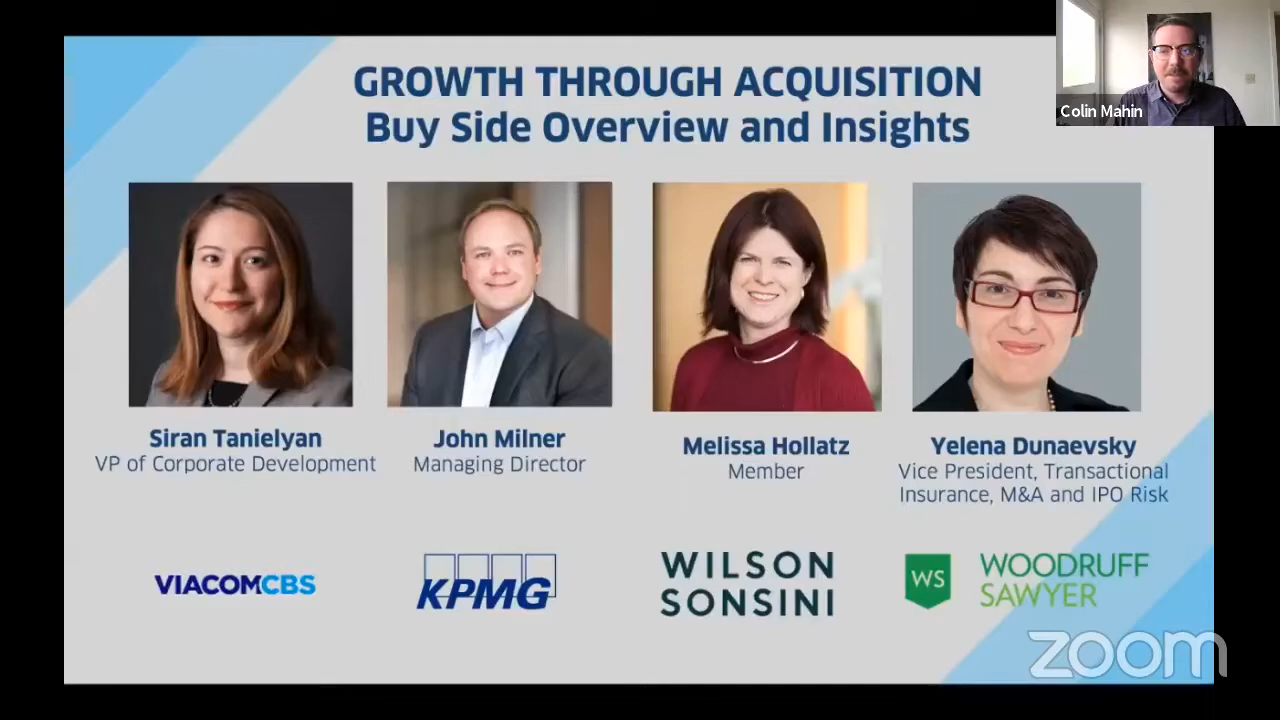 GROWTH THROUGH ACQUISITION
Buy Side Overview and Insights
Colin Mahin
Siran Tanielyan
VP of Corporate Development
John Milner
Managing Director
Melissa Hollatz
Member
Yelena Dunaevsky
Vice President, Transactional
Insurance, M&A and IPO Risk
VIACOMCBS
KPMG
WILSON
SONSINI
WS
WOODRUFF
SAWYER
zoom